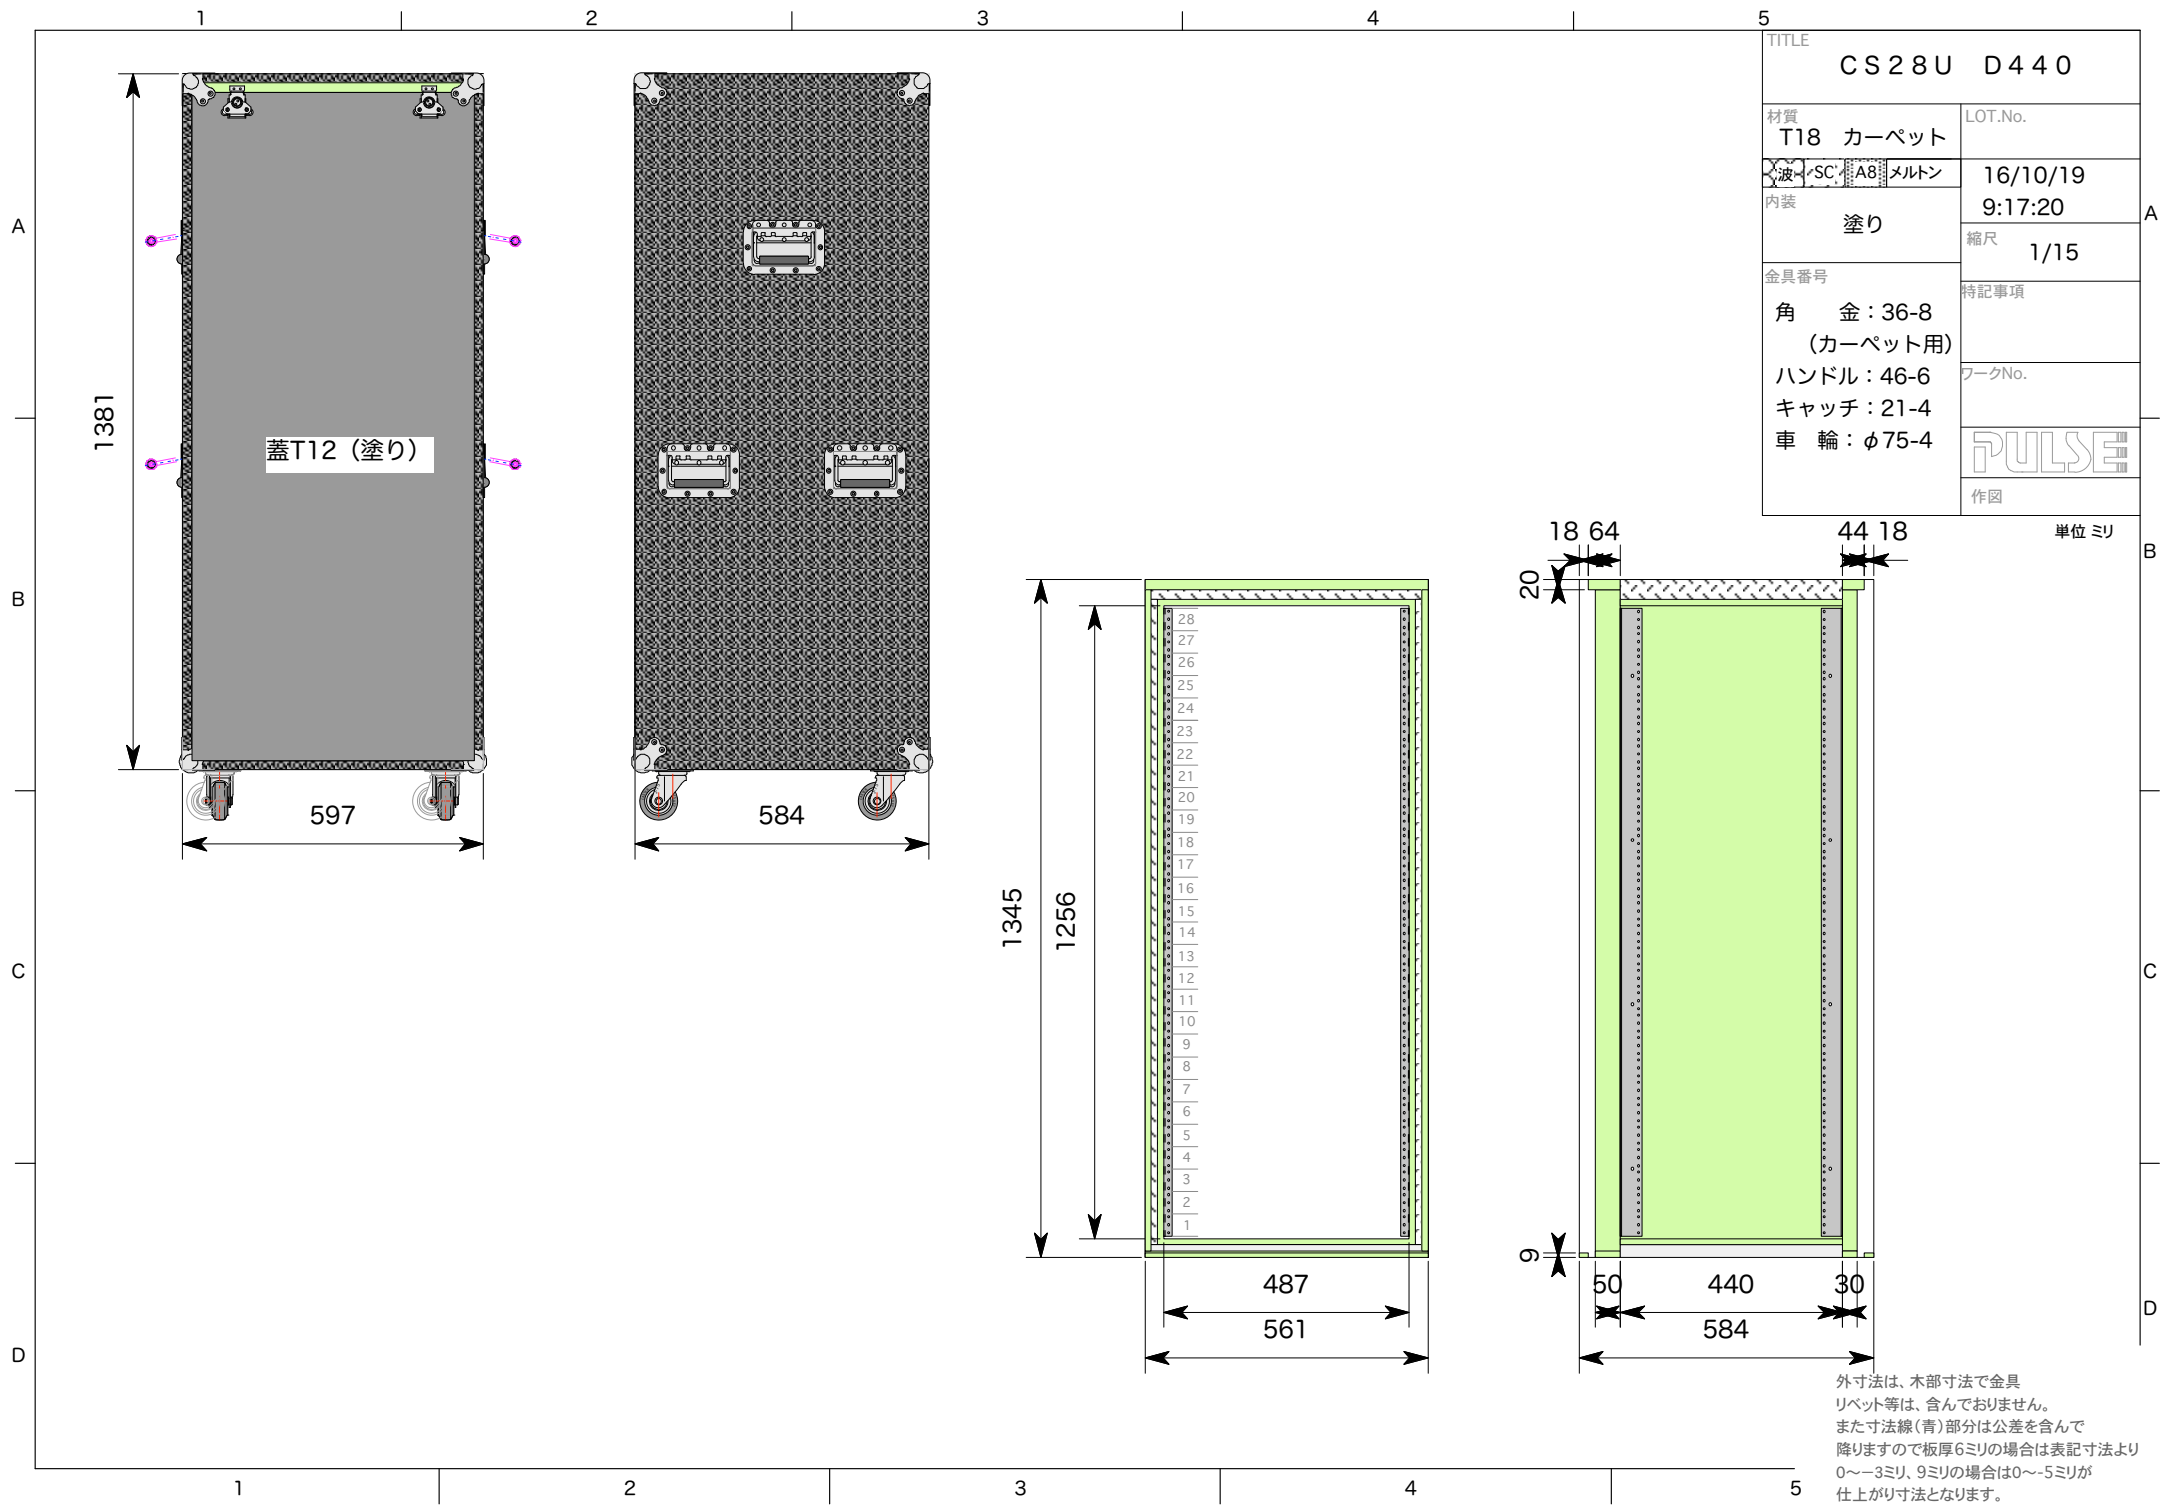 1 2 3 4 5
A
B
C
D
A
B
C
D
1 2 3 4 5
TITLE
CS28U D440
材質
T18 カーペット
LOT.No.
波 SC A8 メルトン
16/10/19
9:17:20
内装
塗り
縮尺
1/15
金具番号
特記事項
角 金：36-8
（カーペット用）
ハンドル：46-6
キャッチ：21-4
車 輪：φ75-4
ワークNo.
PULSE
作図
単位 ミリ
1381
蓋T12（塗り）
597
584
1345
1256
28
27
26
25
24
23
22
21
20
19
18
17
16
15
14
13
12
11
10
9
8
7
6
5
4
3
2
1
487
561
18 64
44 18
20
9
50 440 30
584
外寸法は、木部寸法で金具
リベット等は、含んでおりません。
また寸法線（青）部分は公差を含んで
降りますので板厚6ミリの場合は表記寸法より
0～－3ミリ、9ミリの場合は0～-5ミリが
仕上がり寸法となります。